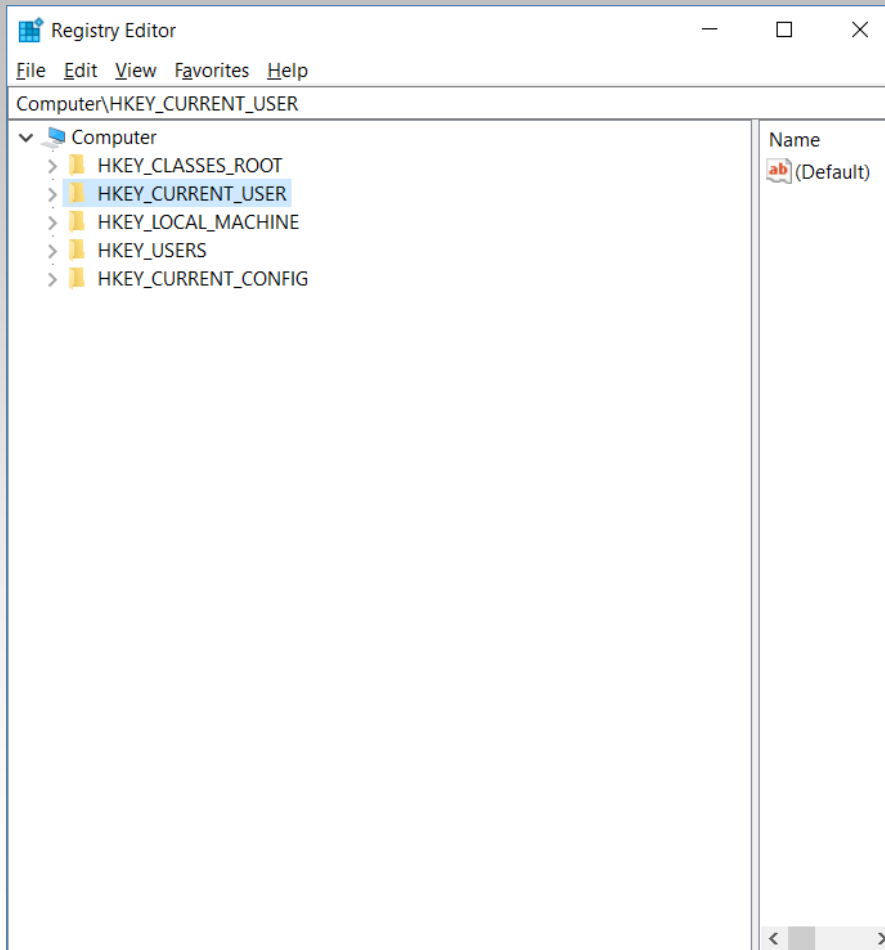 Registry Editor
File Edit View Favorites Help
Computer\HKEY_CURRENT_USER
Computer
HKEY_CLASSES_ROOT
HKEY_CURRENT_USER
HKEY_LOCAL_MACHINE
HKEY_USERS
HKEY_CURRENT_CONFIG
Name
ab (Default)